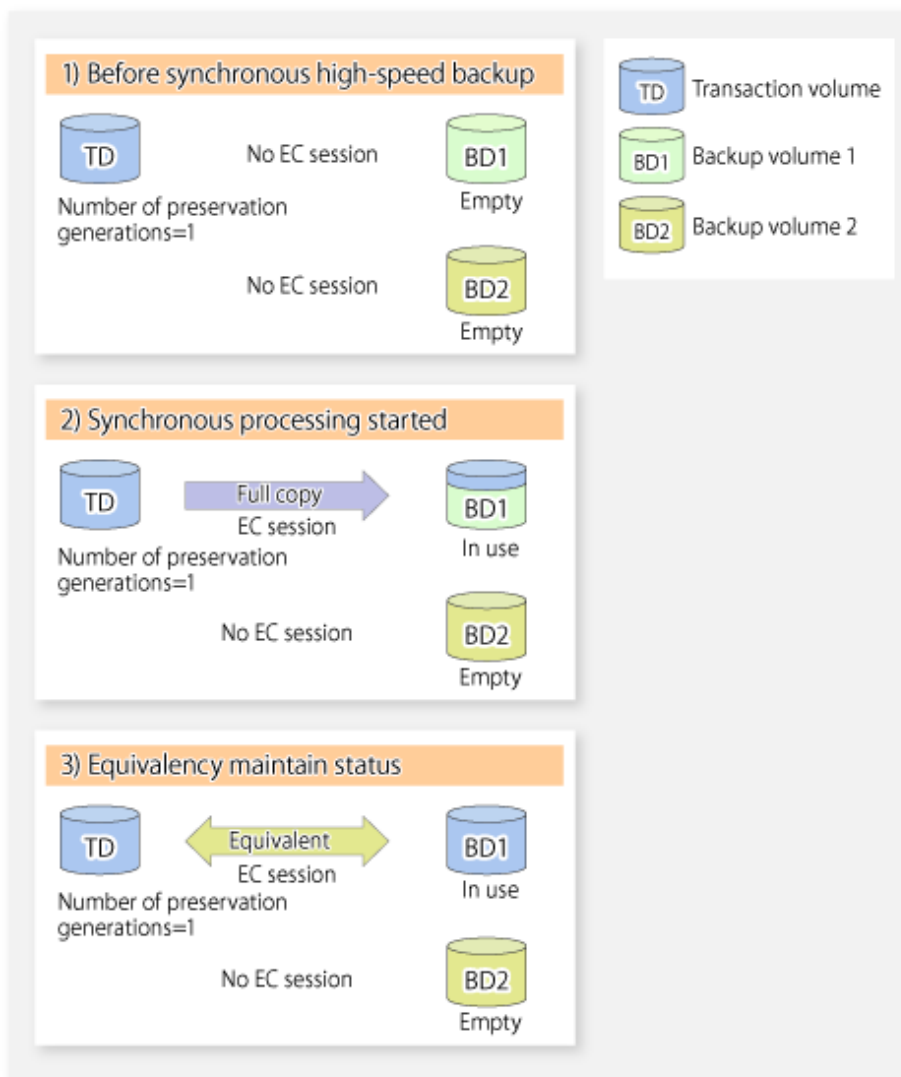 1) Before synchronous high-speed backup
TD
No EC session
BD1
Empty
Number of preservation
generations=1
No EC session
BD2
Empty
TD
Transaction volume
BD1
Backup volume 1
BD2
Backup volume 2
2) Synchronous processing started
TD
Full copy
EC session
BD1
In use
Number of preservation
generations=1
No EC session
BD2
Empty
3) Equivalency maintain status
TD
Equivalent
EC session
BD1
In use
Number of preservation
generations=1
No EC session
BD2
Empty